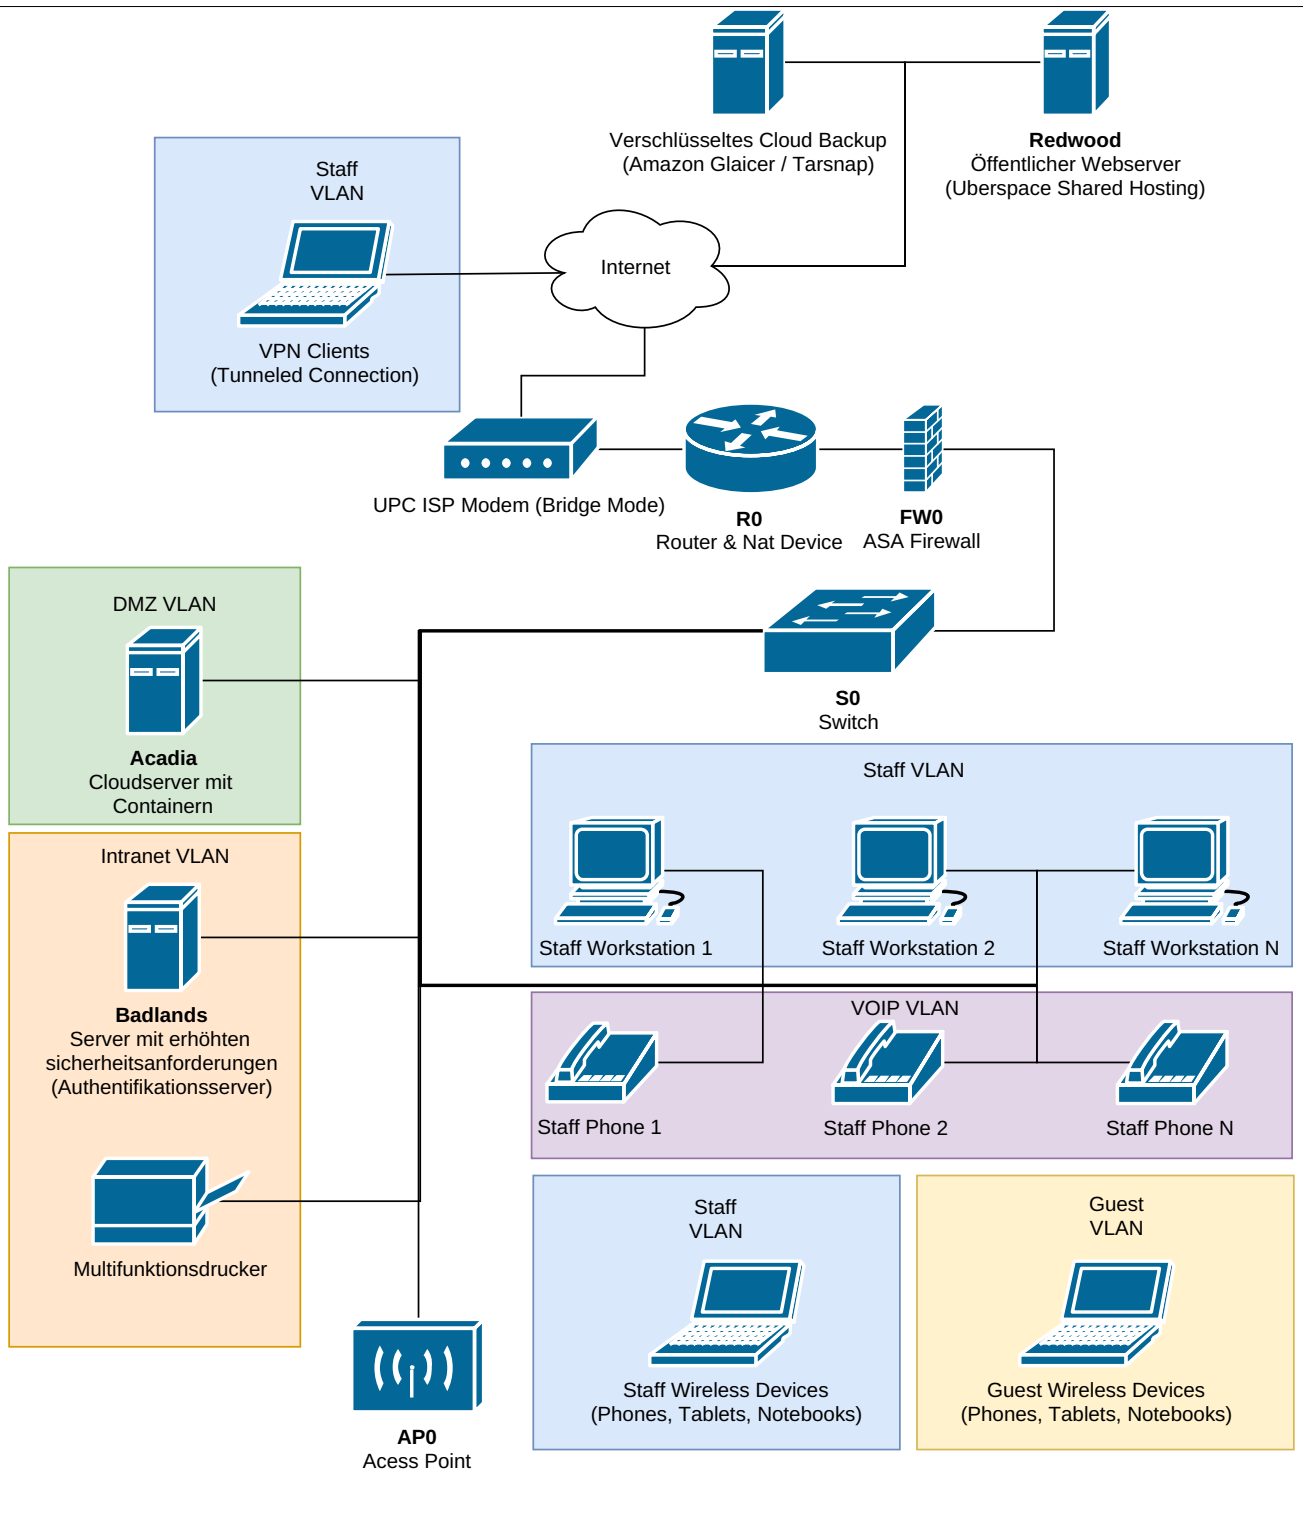 Verschlüsseltes Cloud Backup
(Amazon Glaicer / Tarsnap)
Redwood
Öffentlicher Webserver
(Uberspace Shared Hosting)
Staff
VLAN
VPN Clients
(Tunneled Connection)
Internet
UPC ISP Modem (Bridge Mode)
R0
Router & Nat Device
FW0
ASA Firewall
S0
Switch
DMZ VLAN
Acadia
Cloudserver mit
Containern
Intranet VLAN
Badlands
Server mit erhöhten
sicherheitsanforderungen
(Authentifikationsserver)
Multifunktionsdrucker
Staff VLAN
Staff Workstation 1
Staff Workstation 2
Staff Workstation N
VOIP VLAN
Staff Phone 1
Staff Phone 2
Staff Phone N
Staff
VLAN
Staff Wireless Devices
(Phones, Tablets, Notebooks)
Guest
VLAN
Guest Wireless Devices
(Phones, Tablets, Notebooks)
AP0
Acess Point